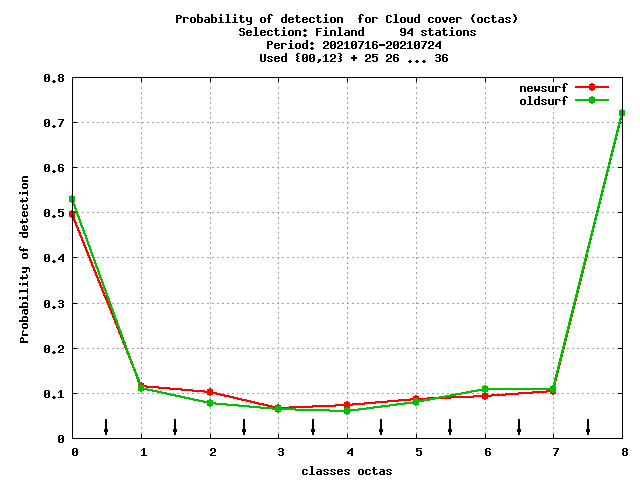 Probability of detection  for Cloud cover (octas)
Selection: Finland     94 stations
Period: 20210716-20210724
Used {00,12} + 25 26 ... 36
newsurf
oldsurf
0.8
0.7
0.6
0.5
0.4
0.3
0.2
0.1
0
Probability of detection
0 1 2 3 4 5 6 7 8
classes octas